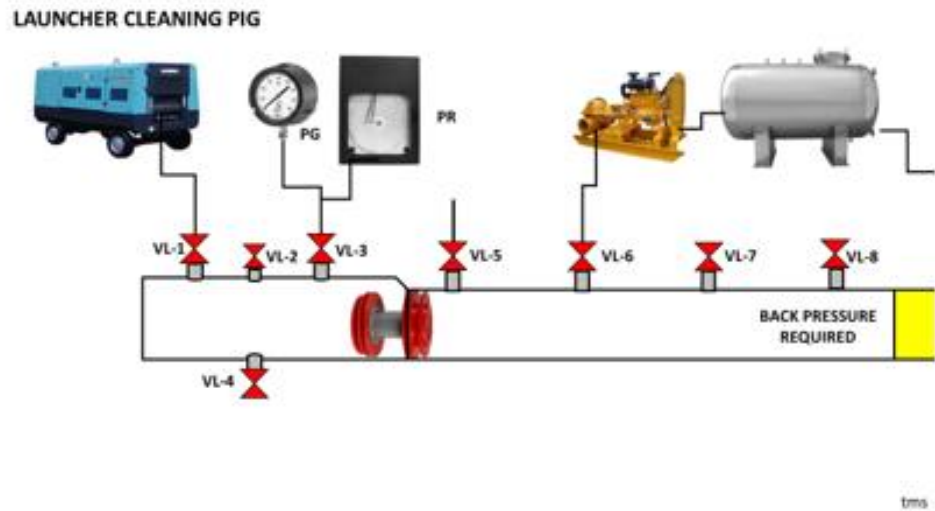 LAUNCHER CLEANING PIG
PG
PR
VL-1
VL-2
VL-3
VL-5
VL-6
VL-7
VL-8
BACK PRESSURE
REQUIRED
VL-4
tms